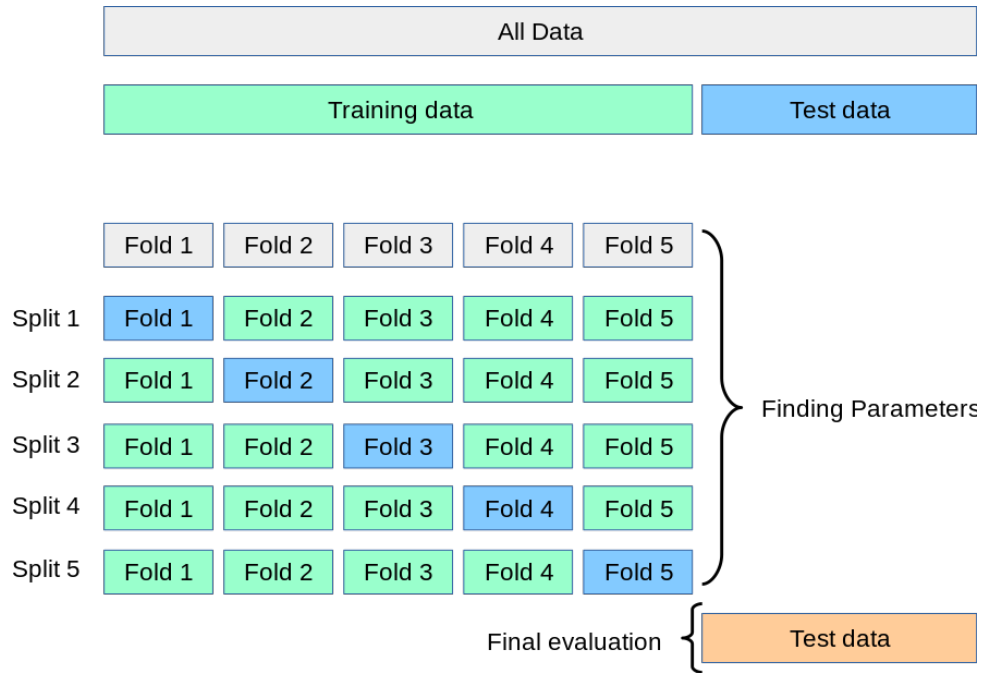 All Data
Training data Test data
Fold 1 Fold 2 Fold 3 Fold 4 Fold 5
Split 1 Fold 1 Fold 2 Fold 3 Fold 4 Fold 5
Split 2 Fold 1 Fold 2 Fold 3 Fold 4 Fold 5
Finding Parameters
Split 3 Fold 1 Fold 2 Fold 3 Fold 4 Fold 5
Split 4 Fold 1 Fold 2 Fold 3 Fold 4 Fold 5
Split 5 Fold 1 Fold 2 Fold 3 Fold 4 Fold 5
Final evaluation Test data